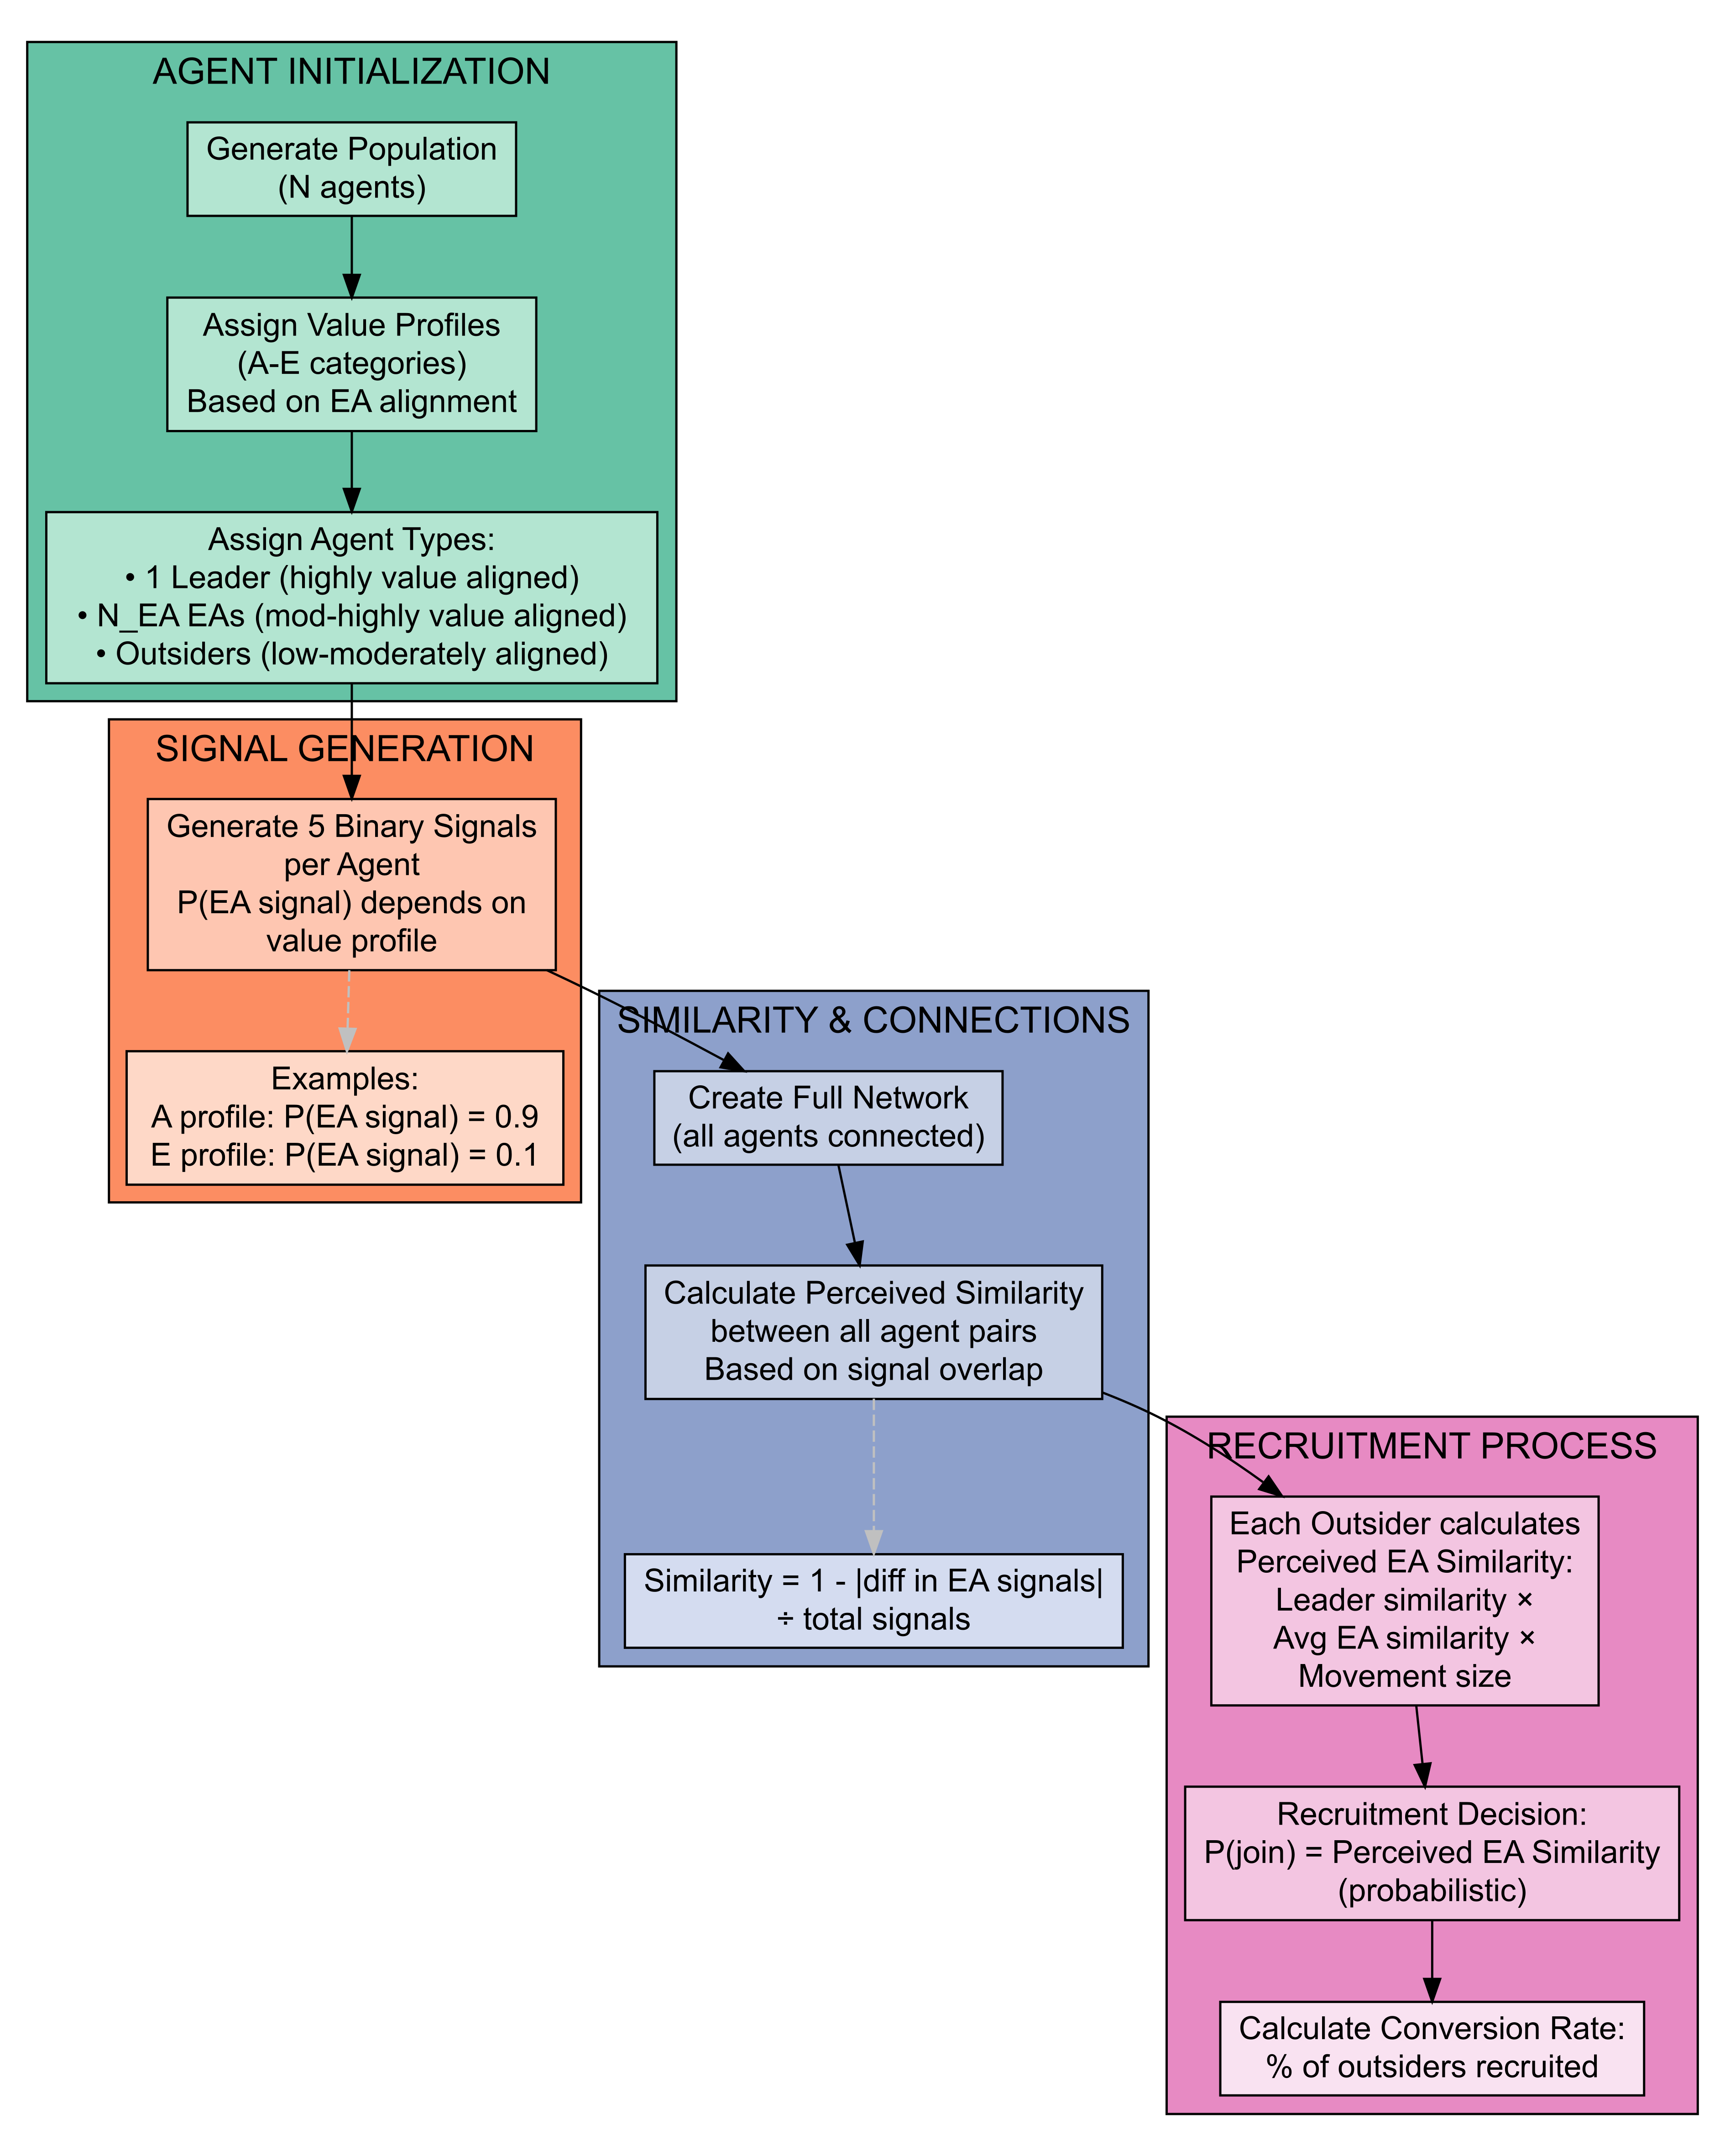 AGENT INITIALIZATION
Generate Population
(N agents)
Assign Value Profiles
(A-E categories)
Based on EA alignment
Assign Agent Types:
• 1 Leader (highly value aligned)
• N_EA EAs (mod-highly value aligned)
• Outsiders (low-moderately aligned)
SIGNAL GENERATION
Generate 5 Binary Signals
per Agent
P(EA signal) depends on
value profile
Examples:
A profile: P(EA signal) = 0.9
E profile: P(EA signal) = 0.1
SIMILARITY & CONNECTIONS
Create Full Network
(all agents connected)
Calculate Perceived Similarity
between all agent pairs
Based on signal overlap
Similarity = 1 - |diff in EA signals|
÷ total signals
RECRUITMENT PROCESS
Each Outsider calculates
Perceived EA Similarity:
Leader similarity ×
Avg EA similarity ×
Movement size
Recruitment Decision:
P(join) = Perceived EA Similarity
(probabilistic)
Calculate Conversion Rate:
% of outsiders recruited